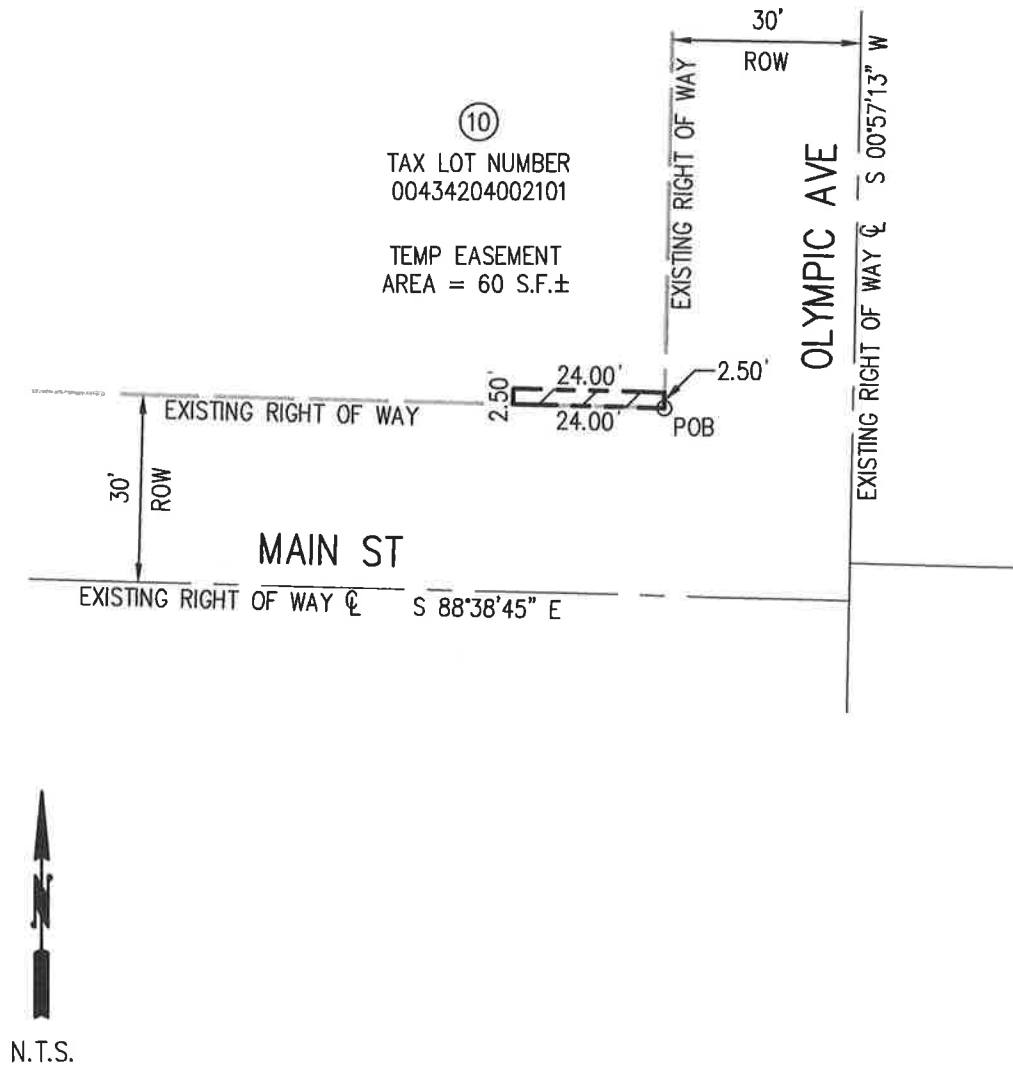 30'
ROW
EXISTING RIGHT OF WAY
OLYMPIC AVE
EXISTING RIGHT OF WAY ℄ S 00°57'13" W
10
TAX LOT NUMBER
00434204002101
TEMP EASEMENT
AREA = 60 S.F.±
2.50'
24.00'
24.00'
2.50'
POB
EXISTING RIGHT OF WAY
30'
ROW
MAIN ST
EXISTING RIGHT OF WAY ℄ S 88°38'45" E
N
N.T.S.